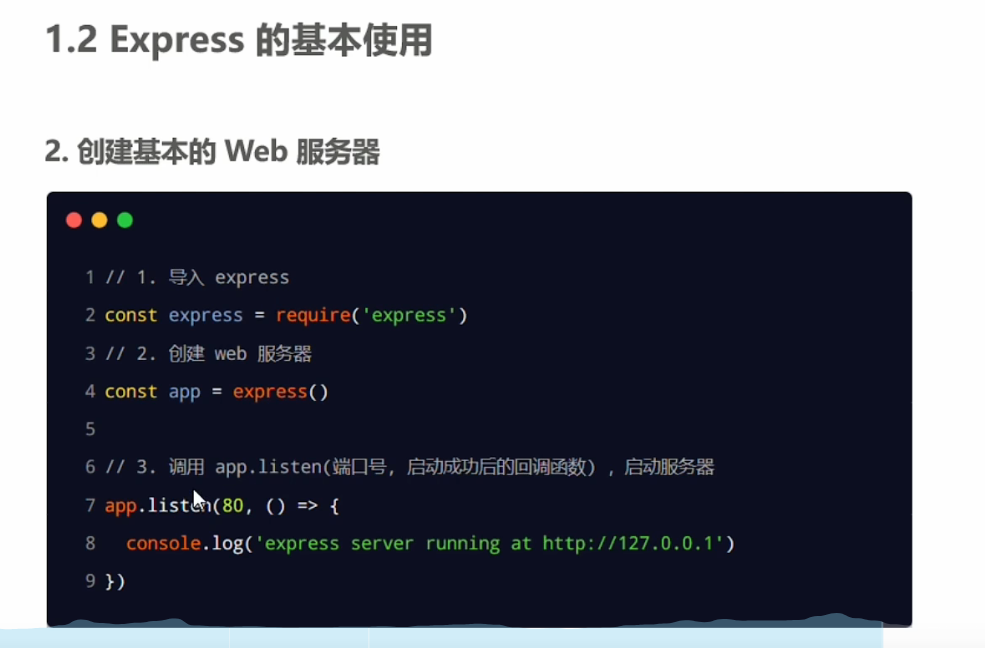 1.2 Express 的基本使用
2. 创建基本的 Web 服务器
1 // 1. 导入 express
2 const express = require('express')
3 // 2. 创建 web 服务器
4 const app = express()
5
6 // 3. 调用 app.listen(端口号, 启动成功后的回调函数) , 启动服务器
7 app.listen(80, () => {
8 console.log('express server running at http://127.0.0.1')
9 })